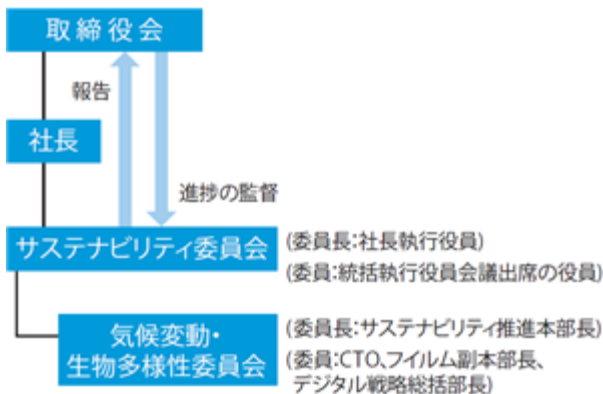 取締役会
報告
社長
進捗の監督
サステナビリティ委員会
(委員長:社長執行役員)
(委員:統括執行役員会議出席の役員)
気候変動・
生物多様性委員会
(委員長:サステナビリティ推進本部長)
(委員:CTO、フイルム副本部長、
デジタル戦略総括部長)